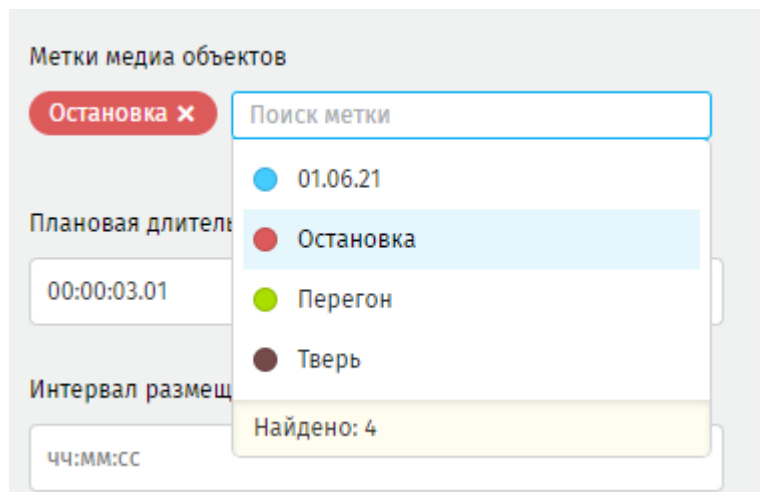 Метки медиа объектов
Остановка ×
Поиск метки
01.06.21
Остановка
Перегон
Тверь
Найдено: 4
Плановая длитель
00:00:03.01
Интервал размещ
чч:мм:сс